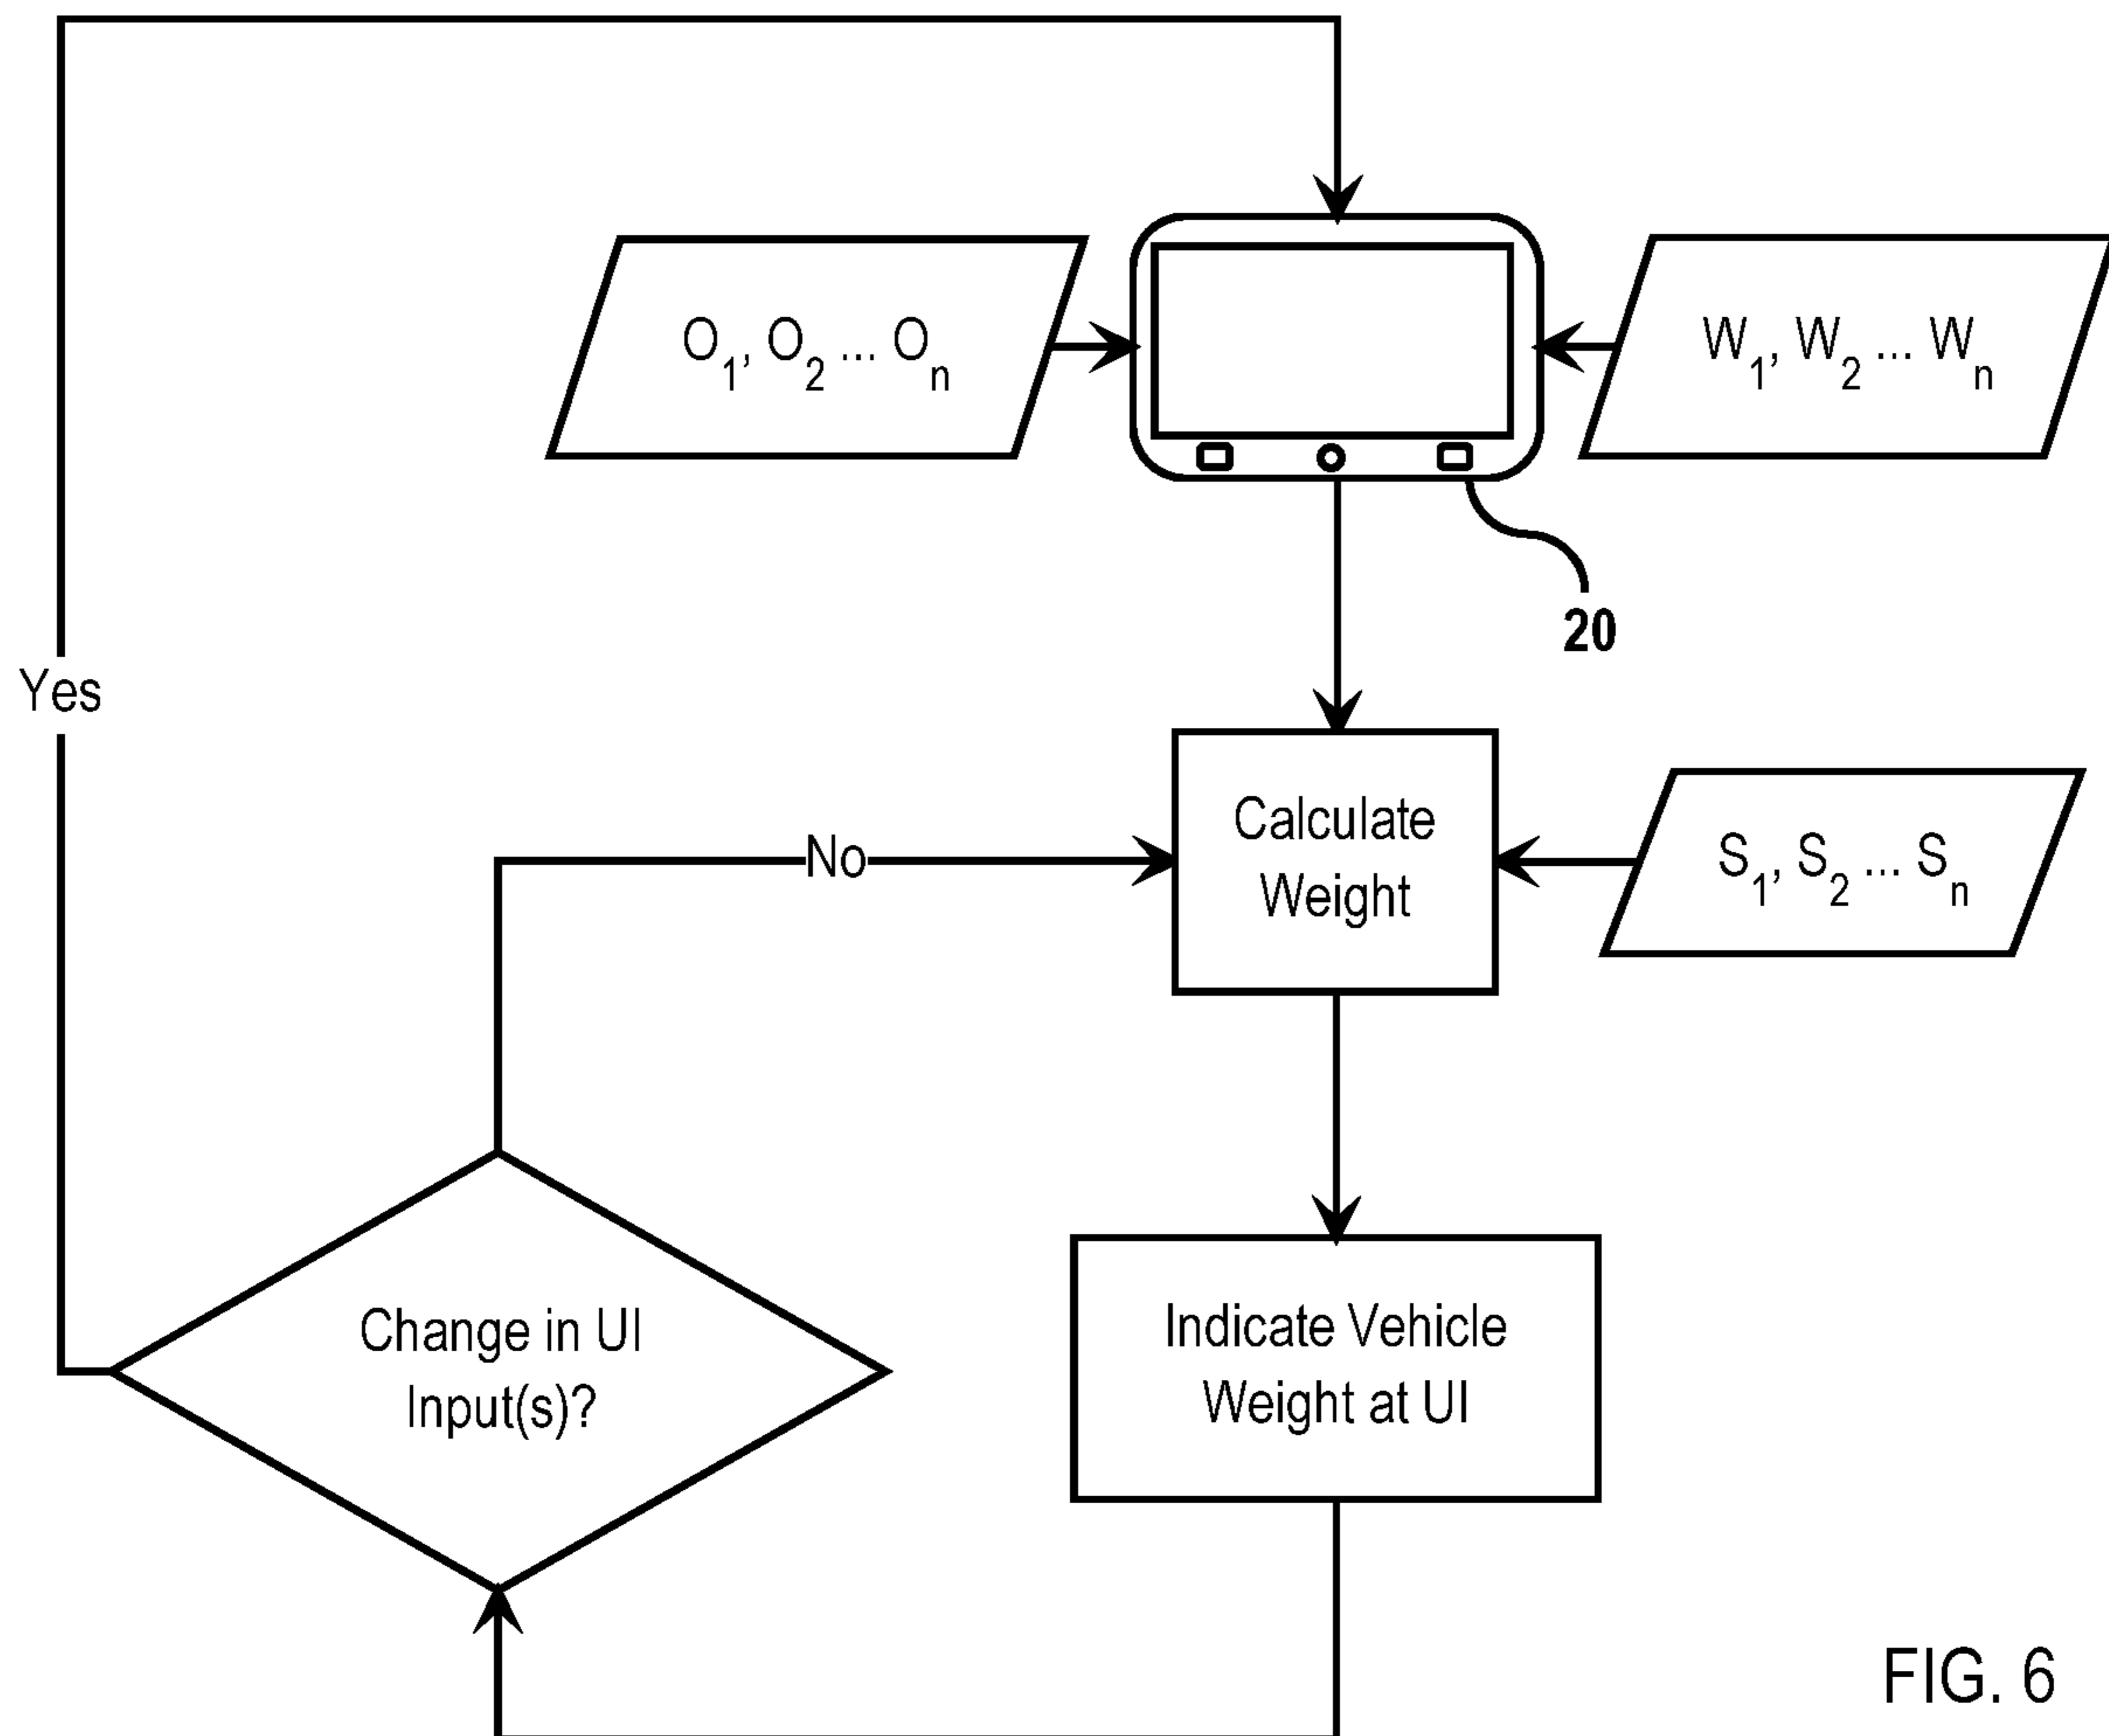 O1, O2 ... On
W1, W2 ... Wn
20
Yes
Calculate
Weight
No
S1, S2 ... Sn
Change in UI
Input(s)?
Indicate Vehicle
Weight at UI
FIG. 6